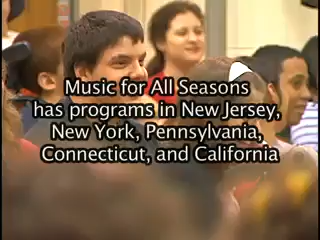 Music for All Seasons
has programs in New Jersey,
New York, Pennsylvania,
Connecticut, and California